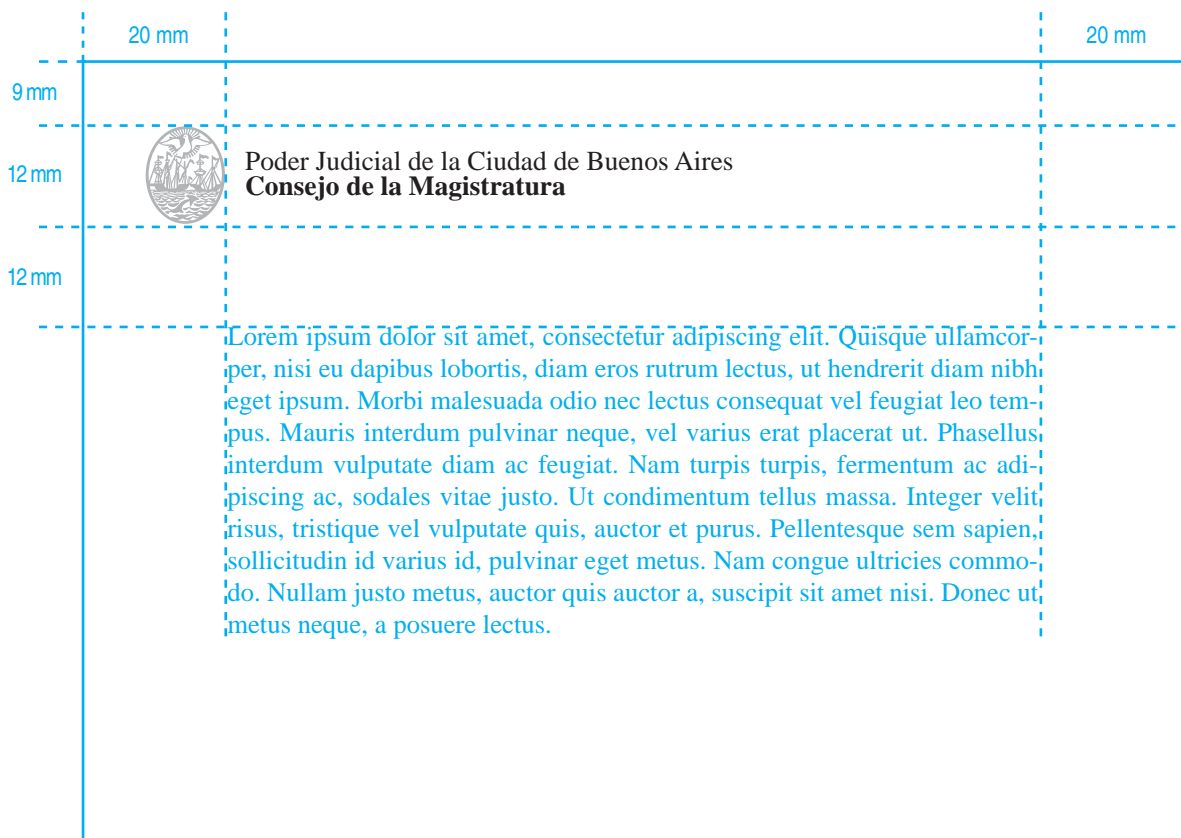 20 mm
20 mm
9 mm
12 mm
Poder Judicial de la Ciudad de Buenos Aires
Consejo de la Magistratura
12 mm
Lorem ipsum dolor sit amet, consectetur adipiscing elit. Quisque ullamcor-
per, nisi eu dapibus lobortis, diam eros rutrum lectus, ut hendrerit diam nibh
eget ipsum. Morbi malesuada odio nec lectus consequat vel feugiat leo tem-
pus. Mauris interdum pulvinar neque, vel varius erat placerat ut. Phasellus
interdum vulputate diam ac feugiat. Nam turpis turpis, fermentum ac adi-
piscing ac, sodales vitae justo. Ut condimentum tellus massa. Integer velit
risus, tristique vel vulputate quis, auctor et purus. Pellentesque sem sapien,
sollicitudin id varius id, pulvinar eget metus. Nam congue ultricies commo-
do. Nullam justo metus, auctor quis auctor a, suscipit sit amet nisi. Donec ut
metus neque, a posuere lectus.